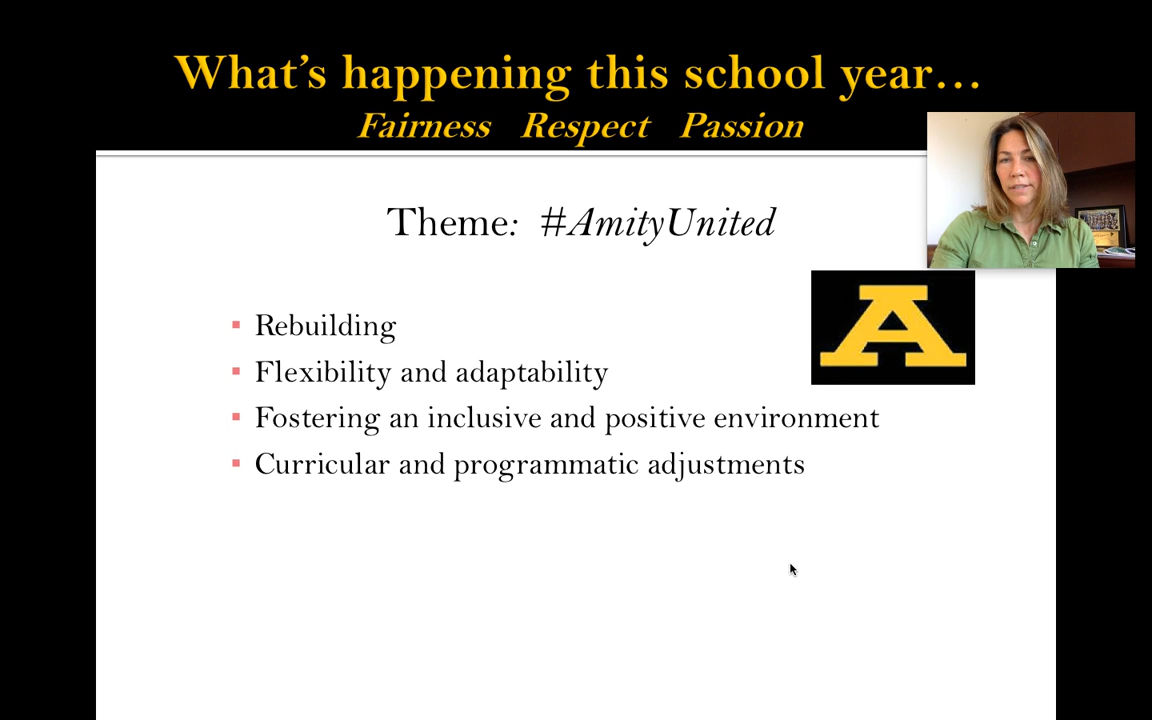 What's happening this school year…
Fairness Respect Passion
Theme: #AmityUnited
A
▪ Rebuilding
▪ Flexibility and adaptability
▪ Fostering an inclusive and positive environment
▪ Curricular and programmatic adjustments